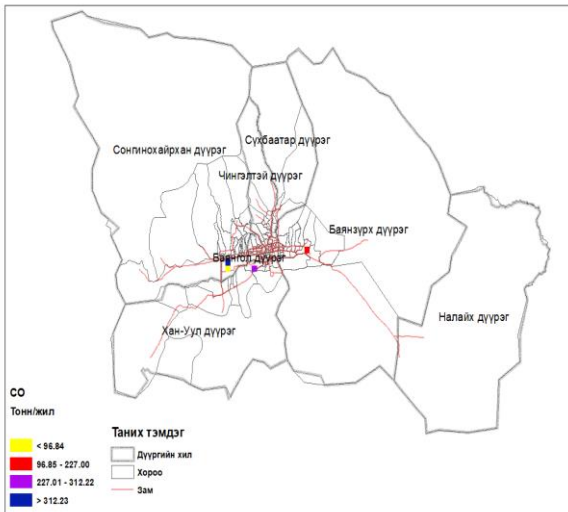 Сүхбаатар дүүрэг
Сонгинохайрхан дүүрэг
Чингэлтэй дүүрэг
Баянзүрх дүүрэг
Баянгол дүүрэг
Налайх дүүрэг
Хан-Уул дүүрэг
CO
Тонн/жил
< 96.84
96.85 - 227.00
227.01 - 312.22
> 312.23
Таних тэмдэг
Дүүргийн хил
Хороо
Зам